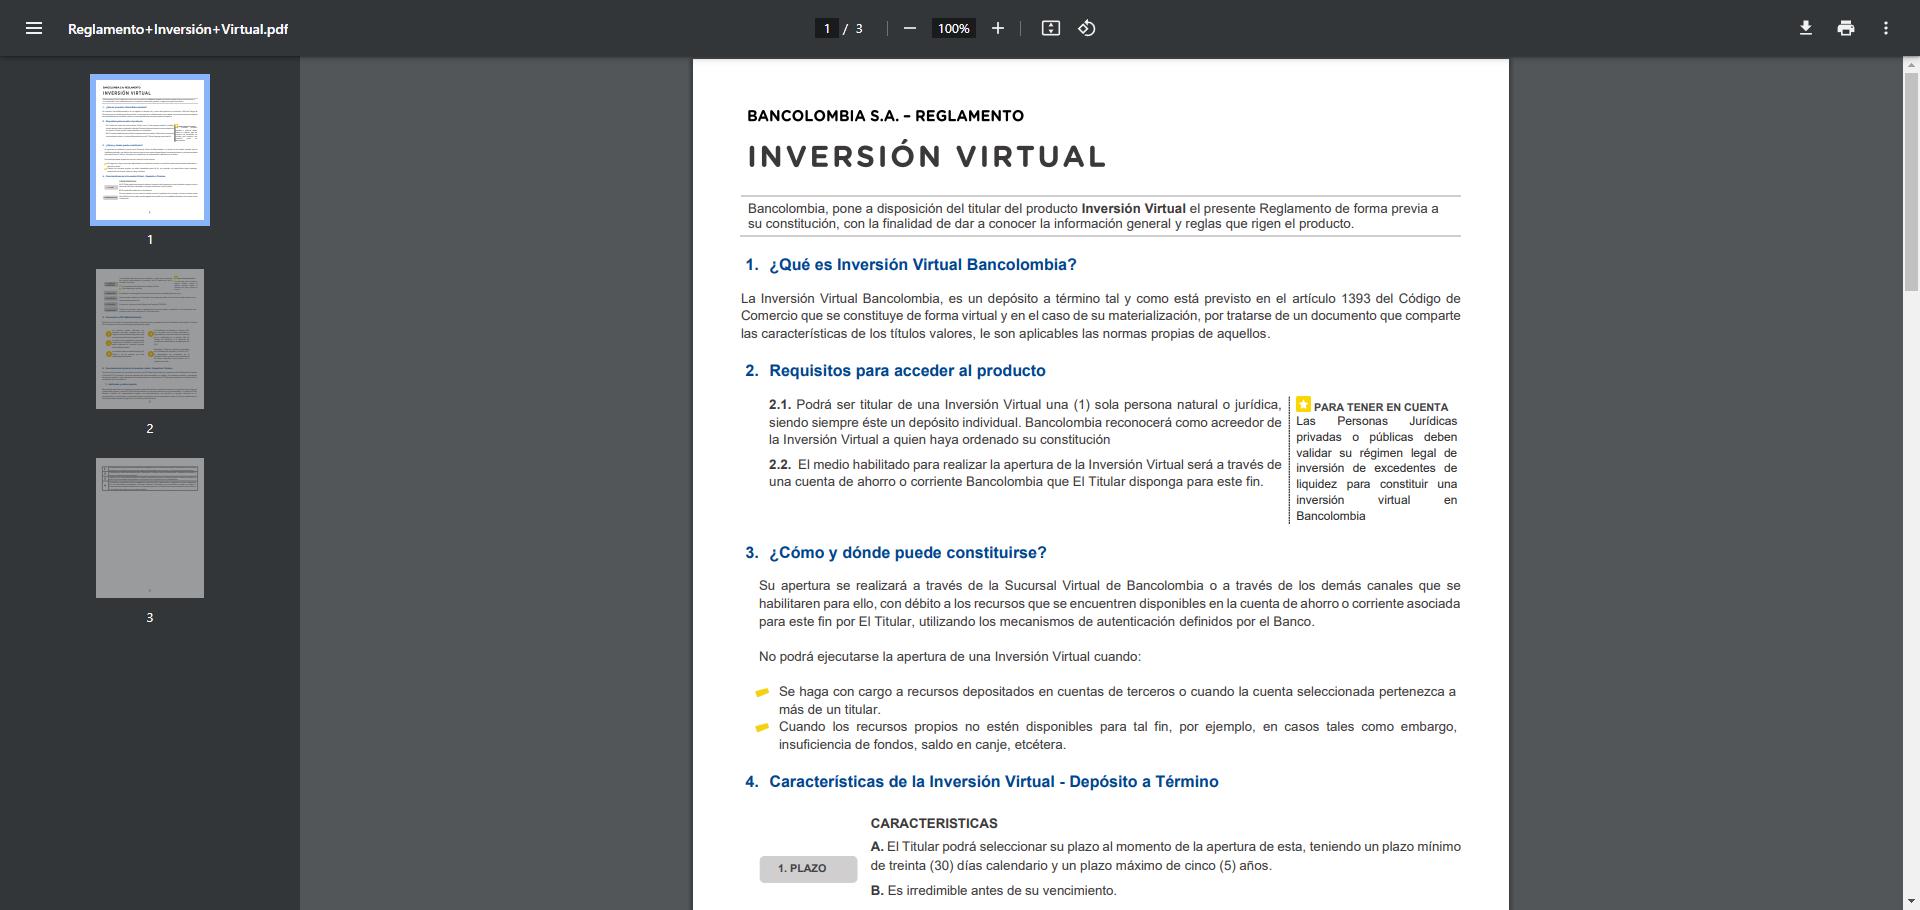 Reglamento+Inversión+Virtual.pdf
1 / 3
100%
1
2
3
BANCOLOMBIA S.A. – REGLAMENTO
INVERSIÓN VIRTUAL
Bancolombia, pone a disposición del titular del producto Inversión Virtual el presente Reglamento de forma previa a
su constitución, con la finalidad de dar a conocer la información general y reglas que rigen el producto.
1. ¿Qué es Inversión Virtual Bancolombia?
La Inversión Virtual Bancolombia, es un depósito a término tal y como está previsto en el artículo 1393 del Código de
Comercio que se constituye de forma virtual y en el caso de su materialización, por tratarse de un documento que comparte
las características de los títulos valores, le son aplicables las normas propias de aquellos.
2. Requisitos para acceder al producto
2.1. Podrá ser titular de una Inversión Virtual una (1) sola persona natural o jurídica,
siendo siempre éste un depósito individual. Bancolombia reconocerá como acreedor de
la Inversión Virtual a quien haya ordenado su constitución
2.2. El medio habilitado para realizar la apertura de la Inversión Virtual será a través de
una cuenta de ahorro o corriente Bancolombia que El Titular disponga para este fin.
PARA TENER EN CUENTA
Las Personas Jurídicas
privadas o públicas deben
validar su régimen legal de
inversión de excedentes de
liquidez para constituir una
inversión virtual en
Bancolombia
3. ¿Cómo y dónde puede constituirse?
Su apertura se realizará a través de la Sucursal Virtual de Bancolombia o a través de los demás canales que se
habilitaren para ello, con débito a los recursos que se encuentren disponibles en la cuenta de ahorro o corriente asociada
para este fin por El Titular, utilizando los mecanismos de autenticación definidos por el Banco.
No podrá ejecutarse la apertura de una Inversión Virtual cuando:
Se haga con cargo a recursos depositados en cuentas de terceros o cuando la cuenta seleccionada pertenezca a
más de un titular.
Cuando los recursos propios no estén disponibles para tal fin, por ejemplo, en casos tales como embargo,
insuficiencia de fondos, saldo en canje, etcétera.
4. Características de la Inversión Virtual - Depósito a Término
CARACTERISTICAS
1. PLAZO
A. El Titular podrá seleccionar su plazo al momento de la apertura de esta, teniendo un plazo mínimo
de treinta (30) días calendario y un plazo máximo de cinco (5) años.
B. Es irredimible antes de su vencimiento.